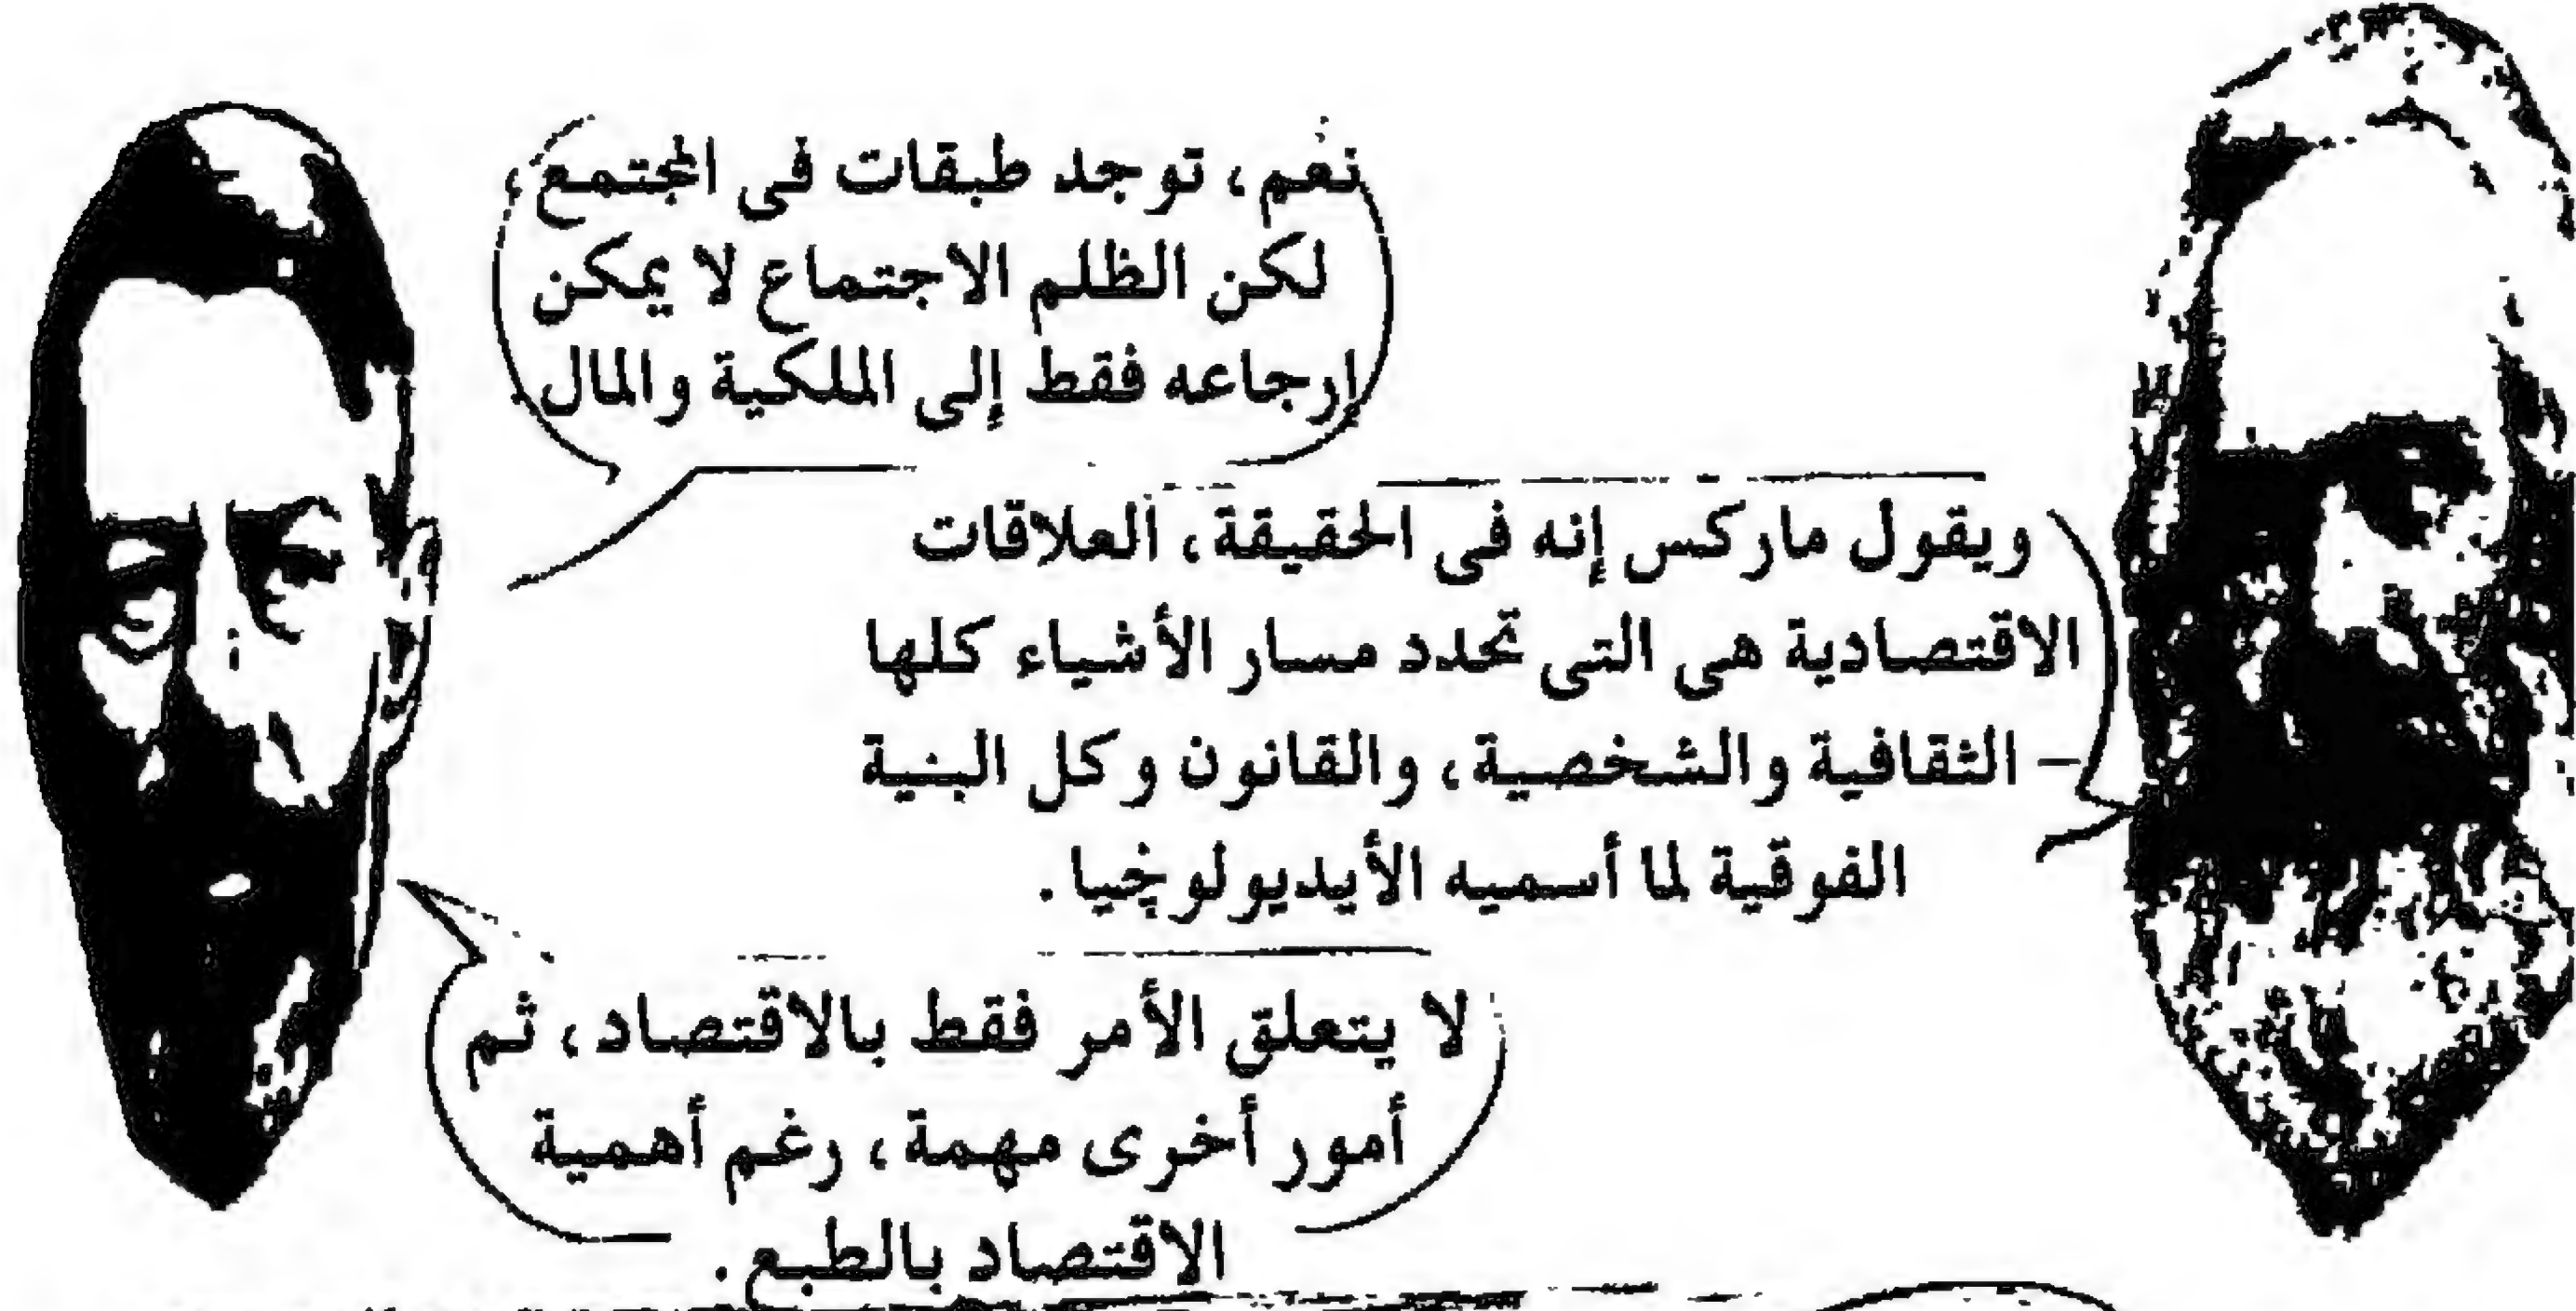 نعم، توجد طبقات فى المجتمع،
لكن الظلم الاجتماع لا يمكن
إرجاعه فقط إلى الملكية والمال.
ويقول ماركس إنه فى الحقيقة، العلاقات
الاقتصادية هى التى تحدد مسار الأشياء كلها
– الثقافية والشخصية، والقانون وكل البنية
الفوقية لما أسميه الأيديولوچيا.
لا يتعلق الأمر فقط بالاقتصاد، ثم
أمور أخرى مهمة، رغم أهمية
الاقتصاد بالطبع.